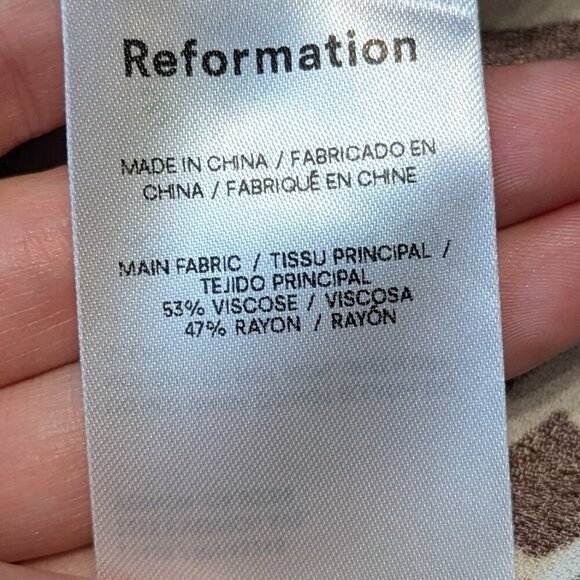 Reformation
MADE IN CHINA / FABRICADO EN
CHINA / FABRIQUÉ EN CHINE
MAIN FABRIC / TISSU PRINCIPAL /
TEJIDO PRINCIPAL
53% VISCOSE / VISCOSA
47% RAYON / RAYÓN